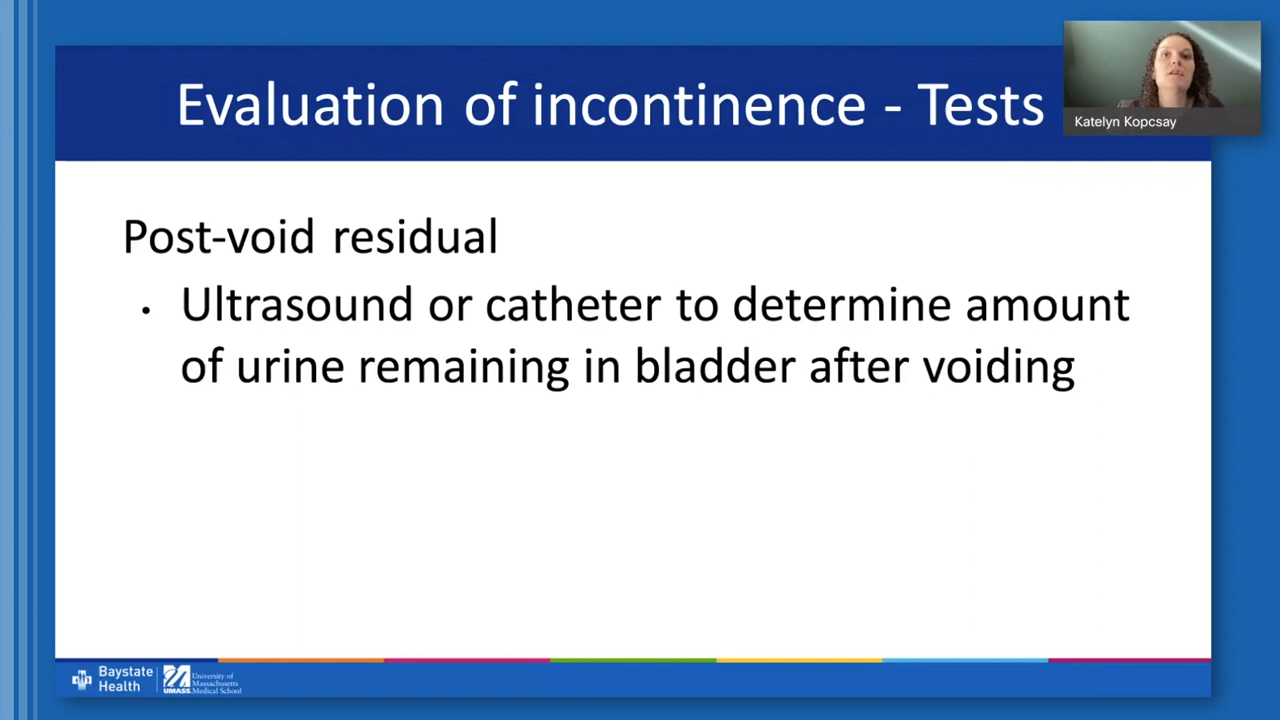 Evaluation of incontinence - Tests
Katelyn Kopcsay
Post-void residual
• Ultrasound or catheter to determine amount
of urine remaining in bladder after voiding
Baystate
Health
UMASS
University of
Massachusetts
Medical School